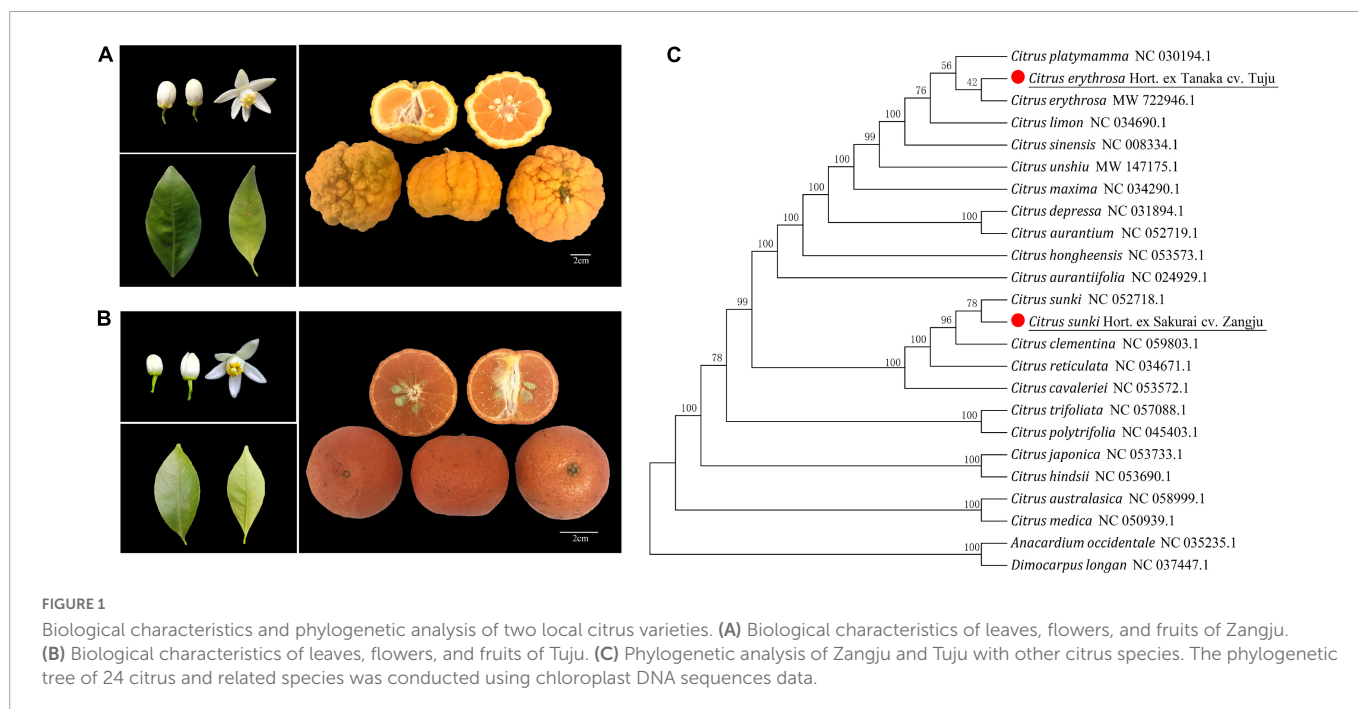 A
2cm
B
2cm
C
Citrus platymamma NC 030194.1
Citrus erythrosa Hort. ex Tanaka cv. Tuju
Citrus erythrosa MW 722946.1
Citrus limon NC 034690.1
Citrus sinensis NC 008334.1
Citrus unshiu MW 147175.1
Citrus maxima NC 034290.1
Citrus depressa NC 031894.1
Citrus aurantium NC 052719.1
Citrus hongheensis NC 053573.1
Citrus aurantiifolia NC 024929.1
Citrus sunki NC 052718.1
Citrus sunki Hort. ex Sakurai cv. Zangju
Citrus clementina NC 059803.1
Citrus reticulata NC 034671.1
Citrus cavaleriei NC 053572.1
Citrus trifoliata NC 057088.1
Citrus polytrifolia NC 045403.1
Citrus japonica NC 053733.1
Citrus hindsii NC 053690.1
Citrus australasica NC 058999.1
Citrus medica NC 050939.1
Anacardium occidentale NC 035235.1
Dimocarpus longan NC 037447.1
56
42
76
100
99
100
100
100
100
100
99
78
96
100
100
78
100
100
100
100
100
FIGURE 1
Biological characteristics and phylogenetic analysis of two local citrus varieties. (A) Biological characteristics of leaves, flowers, and fruits of Zangju.
(B) Biological characteristics of leaves, flowers, and fruits of Tuju. (C) Phylogenetic analysis of Zangju and Tuju with other citrus species. The phylogenetic
tree of 24 citrus and related species was conducted using chloroplast DNA sequences data.